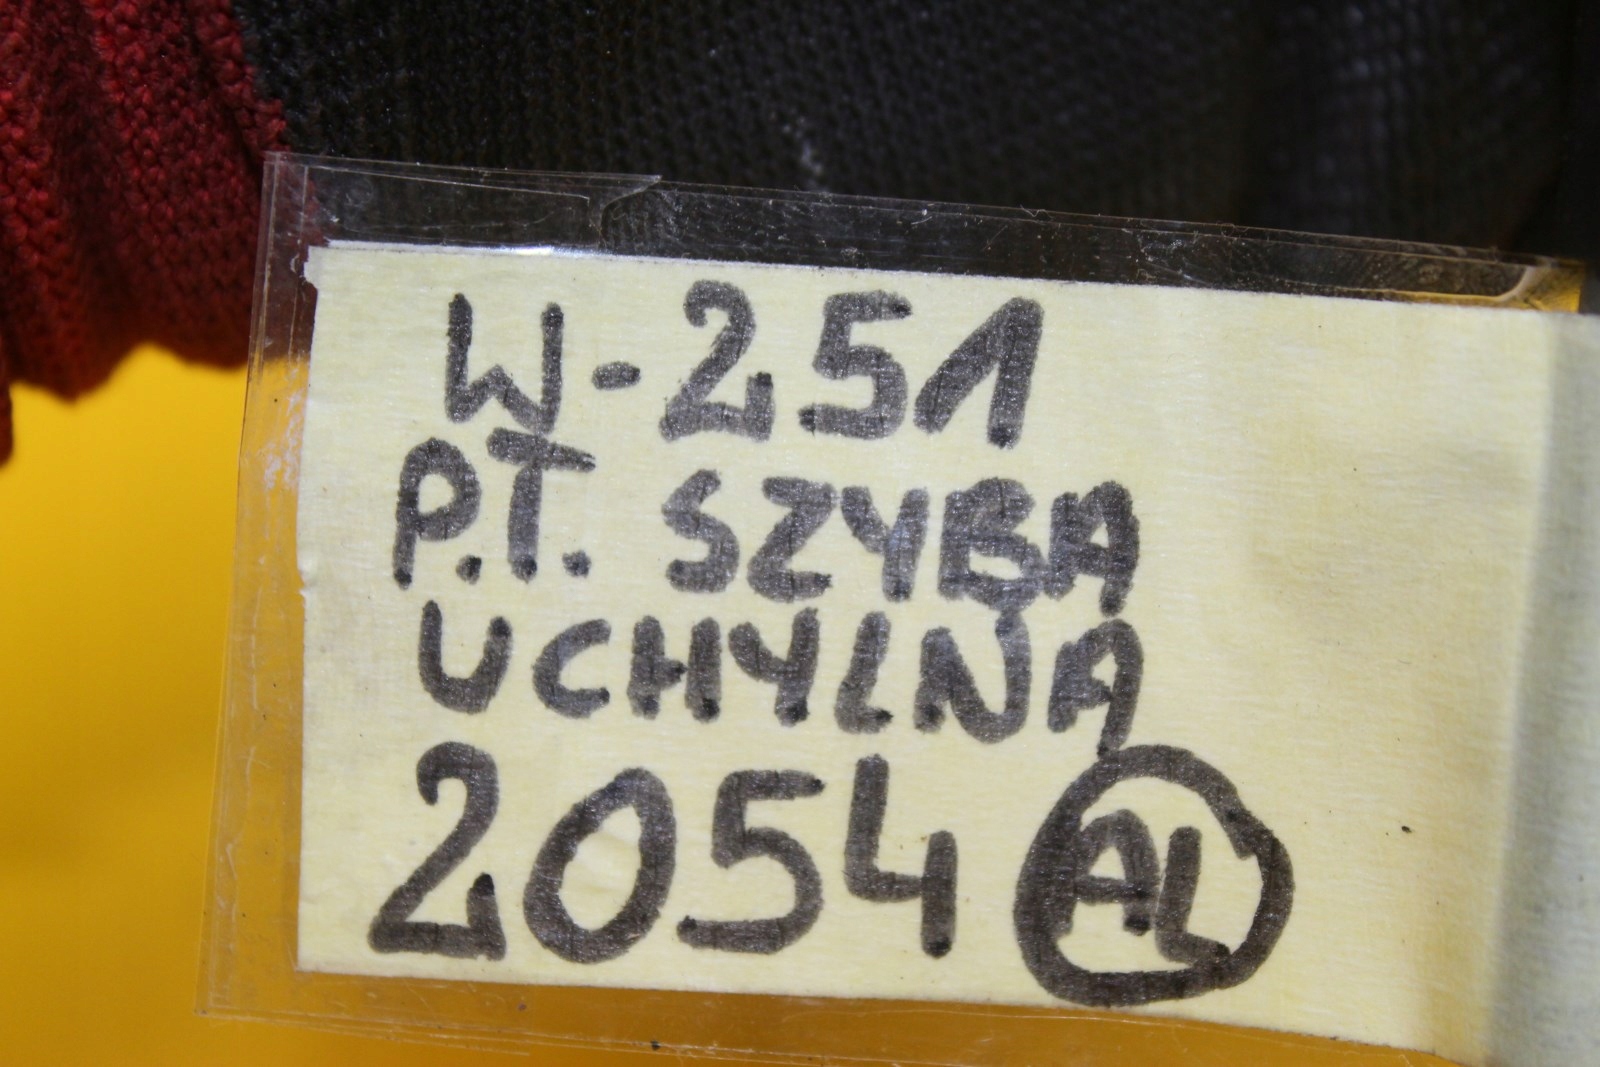 W-251
P.T. SZYBA
UCHYLNA
2054 AL